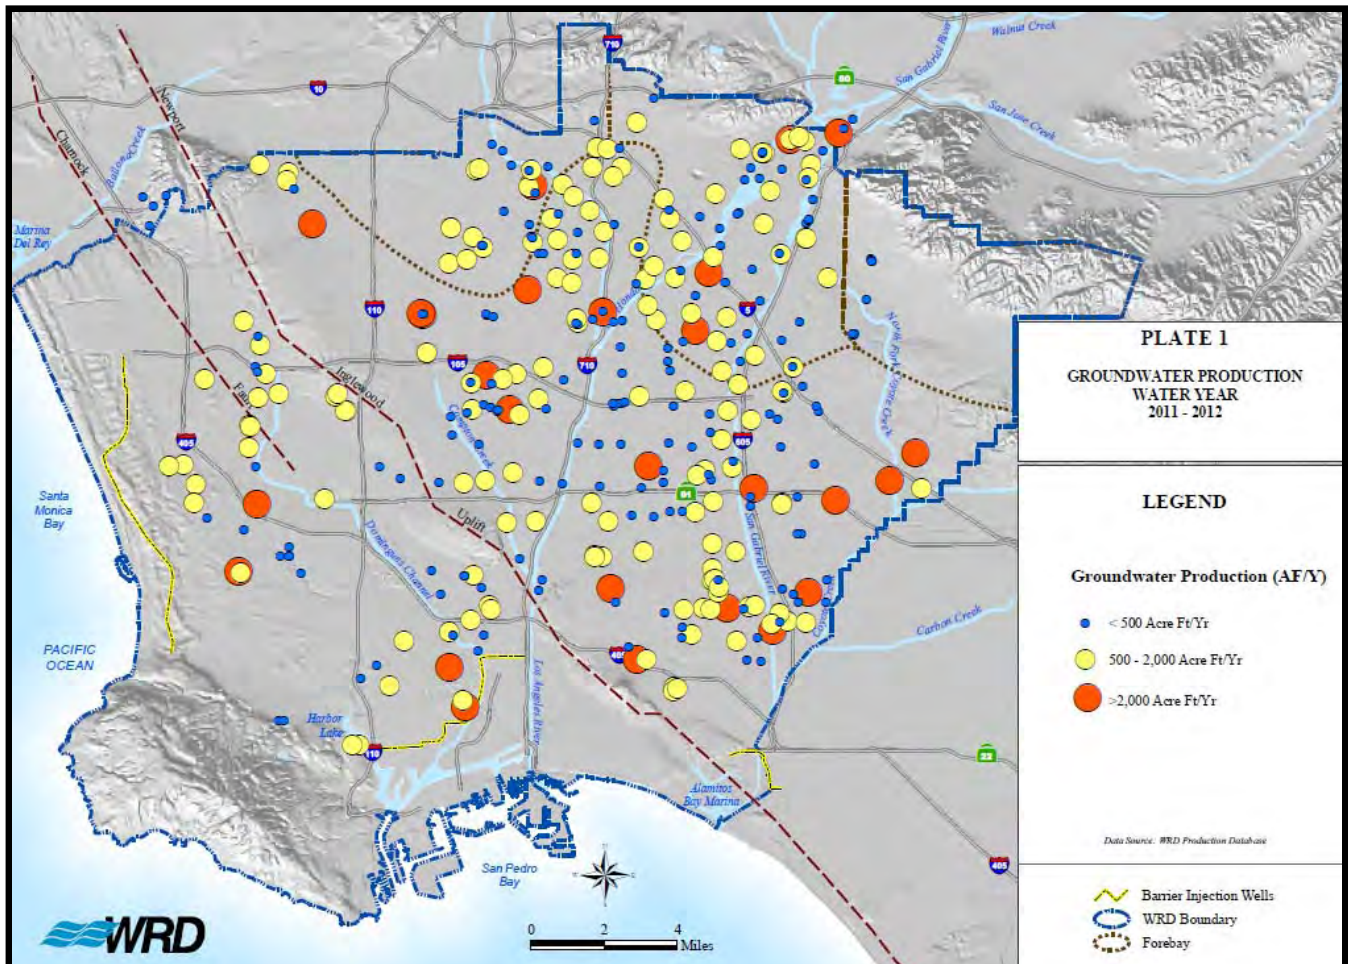 Walnut Creek
San Gabriel River
710
60
10
San Jose Creek
Newport
Charnock
Ballona Creek
Marina
Del Rey
110
5
710
105
Inglewood
Fault
Compton Creek
405
605
91
Santa
Monica
Bay
Uplift
Dominguez Channel
San Gabriel River
Coyote Creek
Carbon Creek
PACIFIC
OCEAN
405
Los Angeles River
Harbor
Lake
110
22
Alamitos
Bay Marina
405
San Pedro
Bay
WRD
0 2 4
Miles
PLATE 1
GROUNDWATER PRODUCTION
WATER YEAR
2011 - 2012
LEGEND
Groundwater Production (AF/Y)
< 500 Acre Ft/Yr
500 - 2,000 Acre Ft/Yr
>2,000 Acre Ft/Yr
Data Source: WRD Production Database
Barrier Injection Wells
WRD Boundary
Forebay